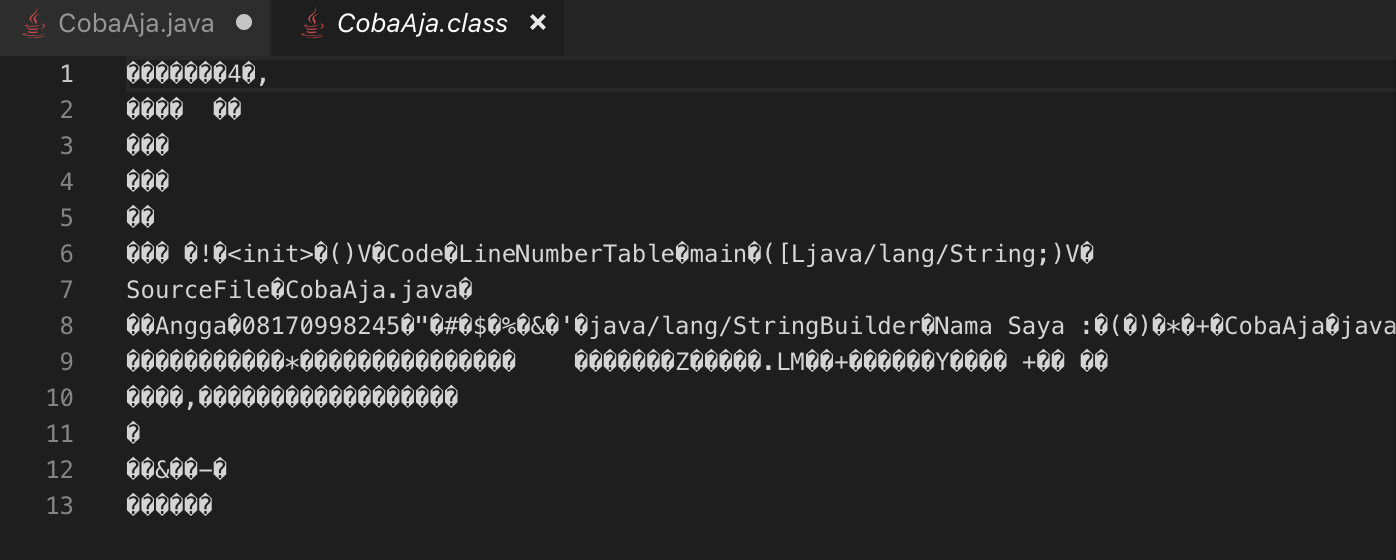 CobaAja.java CobaAja.class
1 �������4�,
2 ���� ��
3 ���
4 ���
5 ��
6 ��� �!�<init>�()V�Code�LineNumberTable�main�([Ljava/lang/String;)V�
7 SourceFile�CobaAja.java�
8 ��Angga�08170998245�"�#�$�%�&�'�java/lang/StringBuilder�Nama Saya :�(�)�*�+�CobaAja�java
9 �����������*��������������� �������Z�����.LM��+������Y���� +�� ��
10 ����,������������������
11 �
12 ��&��–�
13 ������